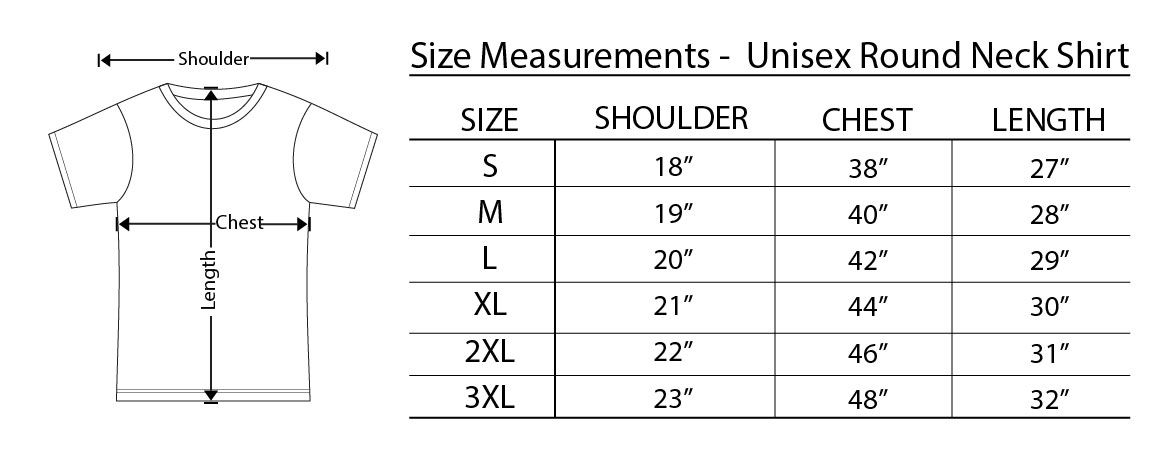 Shoulder
Chest
Length
Size Measurements - Unisex Round Neck Shirt
SIZE SHOULDER CHEST LENGTH
S 18” 38” 27”
M 19” 40” 28”
L 20” 42” 29”
XL 21” 44” 30”
2XL 22” 46” 31”
3XL 23” 48” 32”